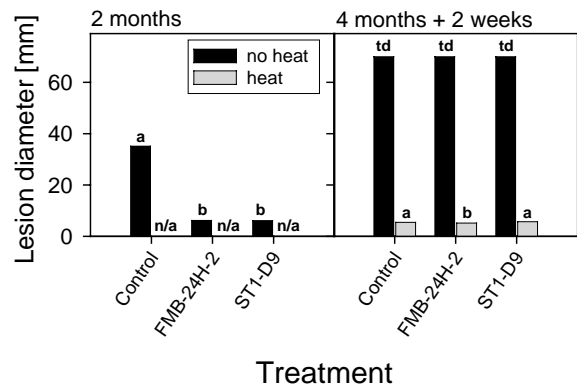 2 months
4 months + 2 weeks
Lesion diameter [mm]
60
40
20
0
no heat
heat
a
n/a
b
n/a
b
n/a
td
a
td
b
td
a
Control
FMB-24H-2
ST1-D9
Control
FMB-24H-2
ST1-D9
Treatment